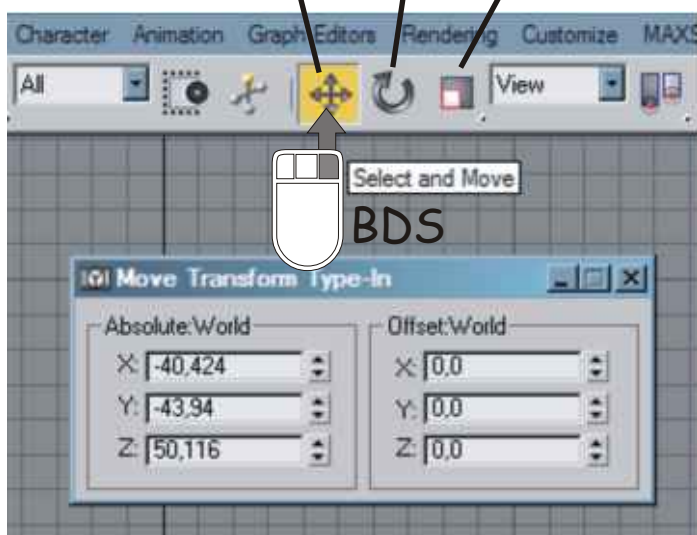 Character Animation Graph Editors Rendering Customize MAXS
All View
Select and Move
BDS
Move Transform Type-In
Absolute:World Offset:World
X: -40,424 X: 0,0
Y: -43,94 Y: 0,0
Z: 50,116 Z: 0,0